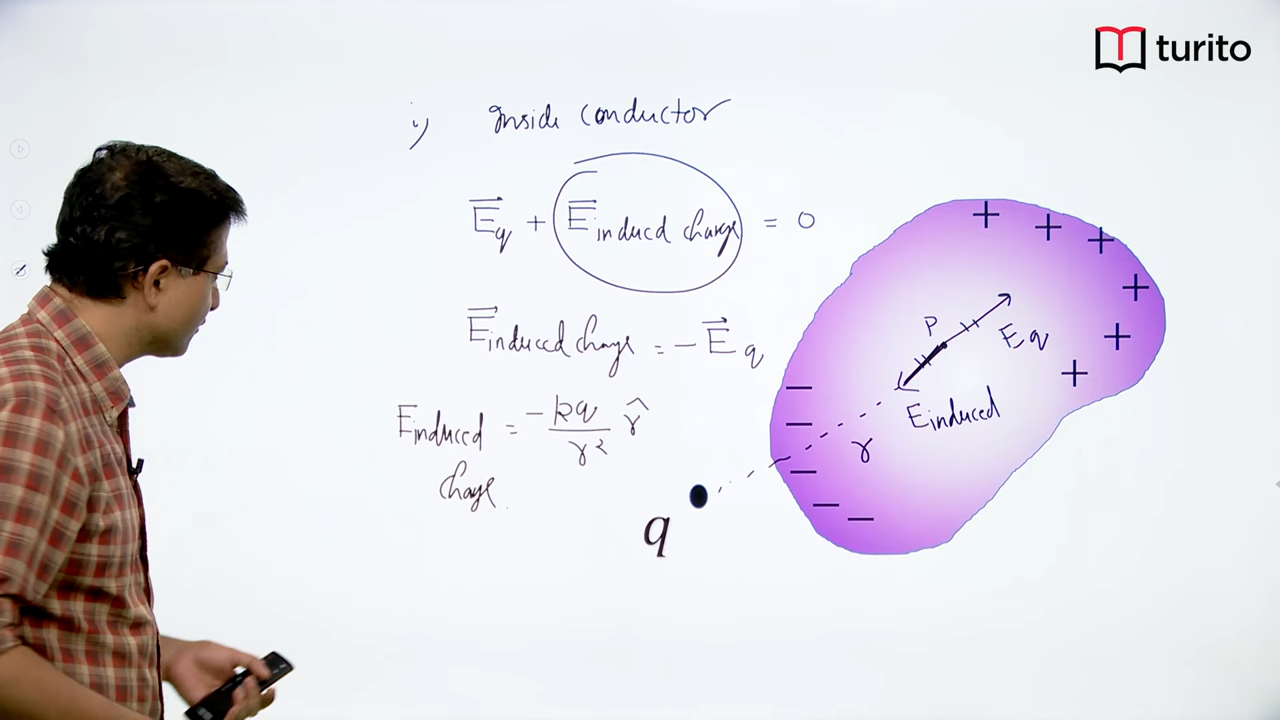 turito
i) Inside conductor
E⃗q + E⃗induced charge = 0
E⃗induced charge = - E⃗q
Einduced charge = -kq/r² r̂
P
Eq
Einduced
r
q
+ + + + + +
- - - - -